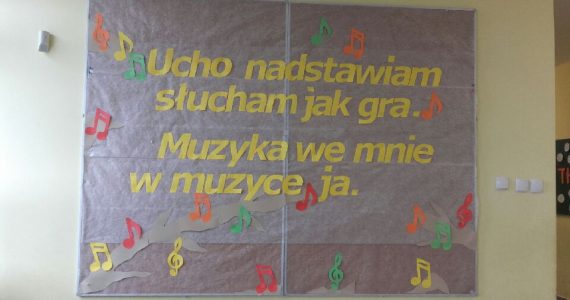 Ucho nadstawiam
słucham jak gra.
Muzyka we mnie
w muzyce ja.